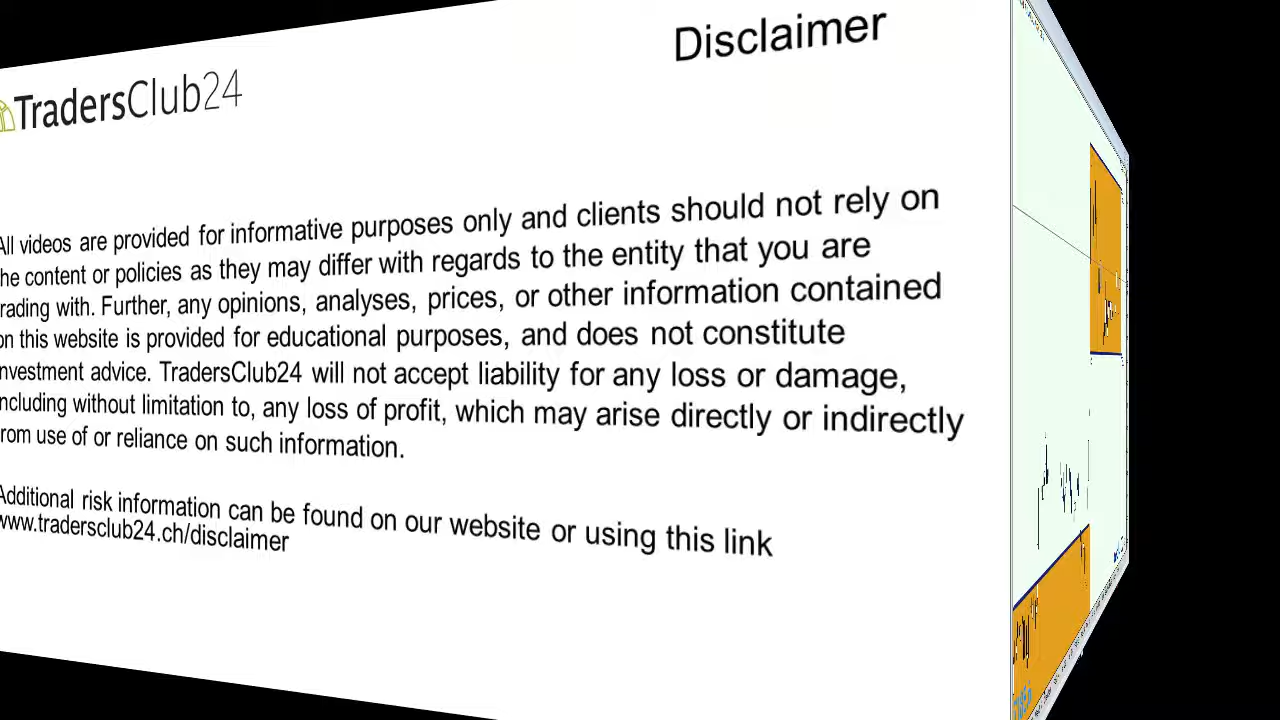 Disclaimer
TradersClub24
All videos are provided for informative purposes only and clients should not rely on
the content or policies as they may differ with regards to the entity that you are
trading with. Further, any opinions, analyses, prices, or other information contained
on this website is provided for educational purposes, and does not constitute
investment advice. TradersClub24 will not accept liability for any loss or damage,
including without limitation to, any loss of profit, which may arise directly or indirectly
from use of or reliance on such information.
Additional risk information can be found on our website or using this link
www.tradersclub24.ch/disclaimer